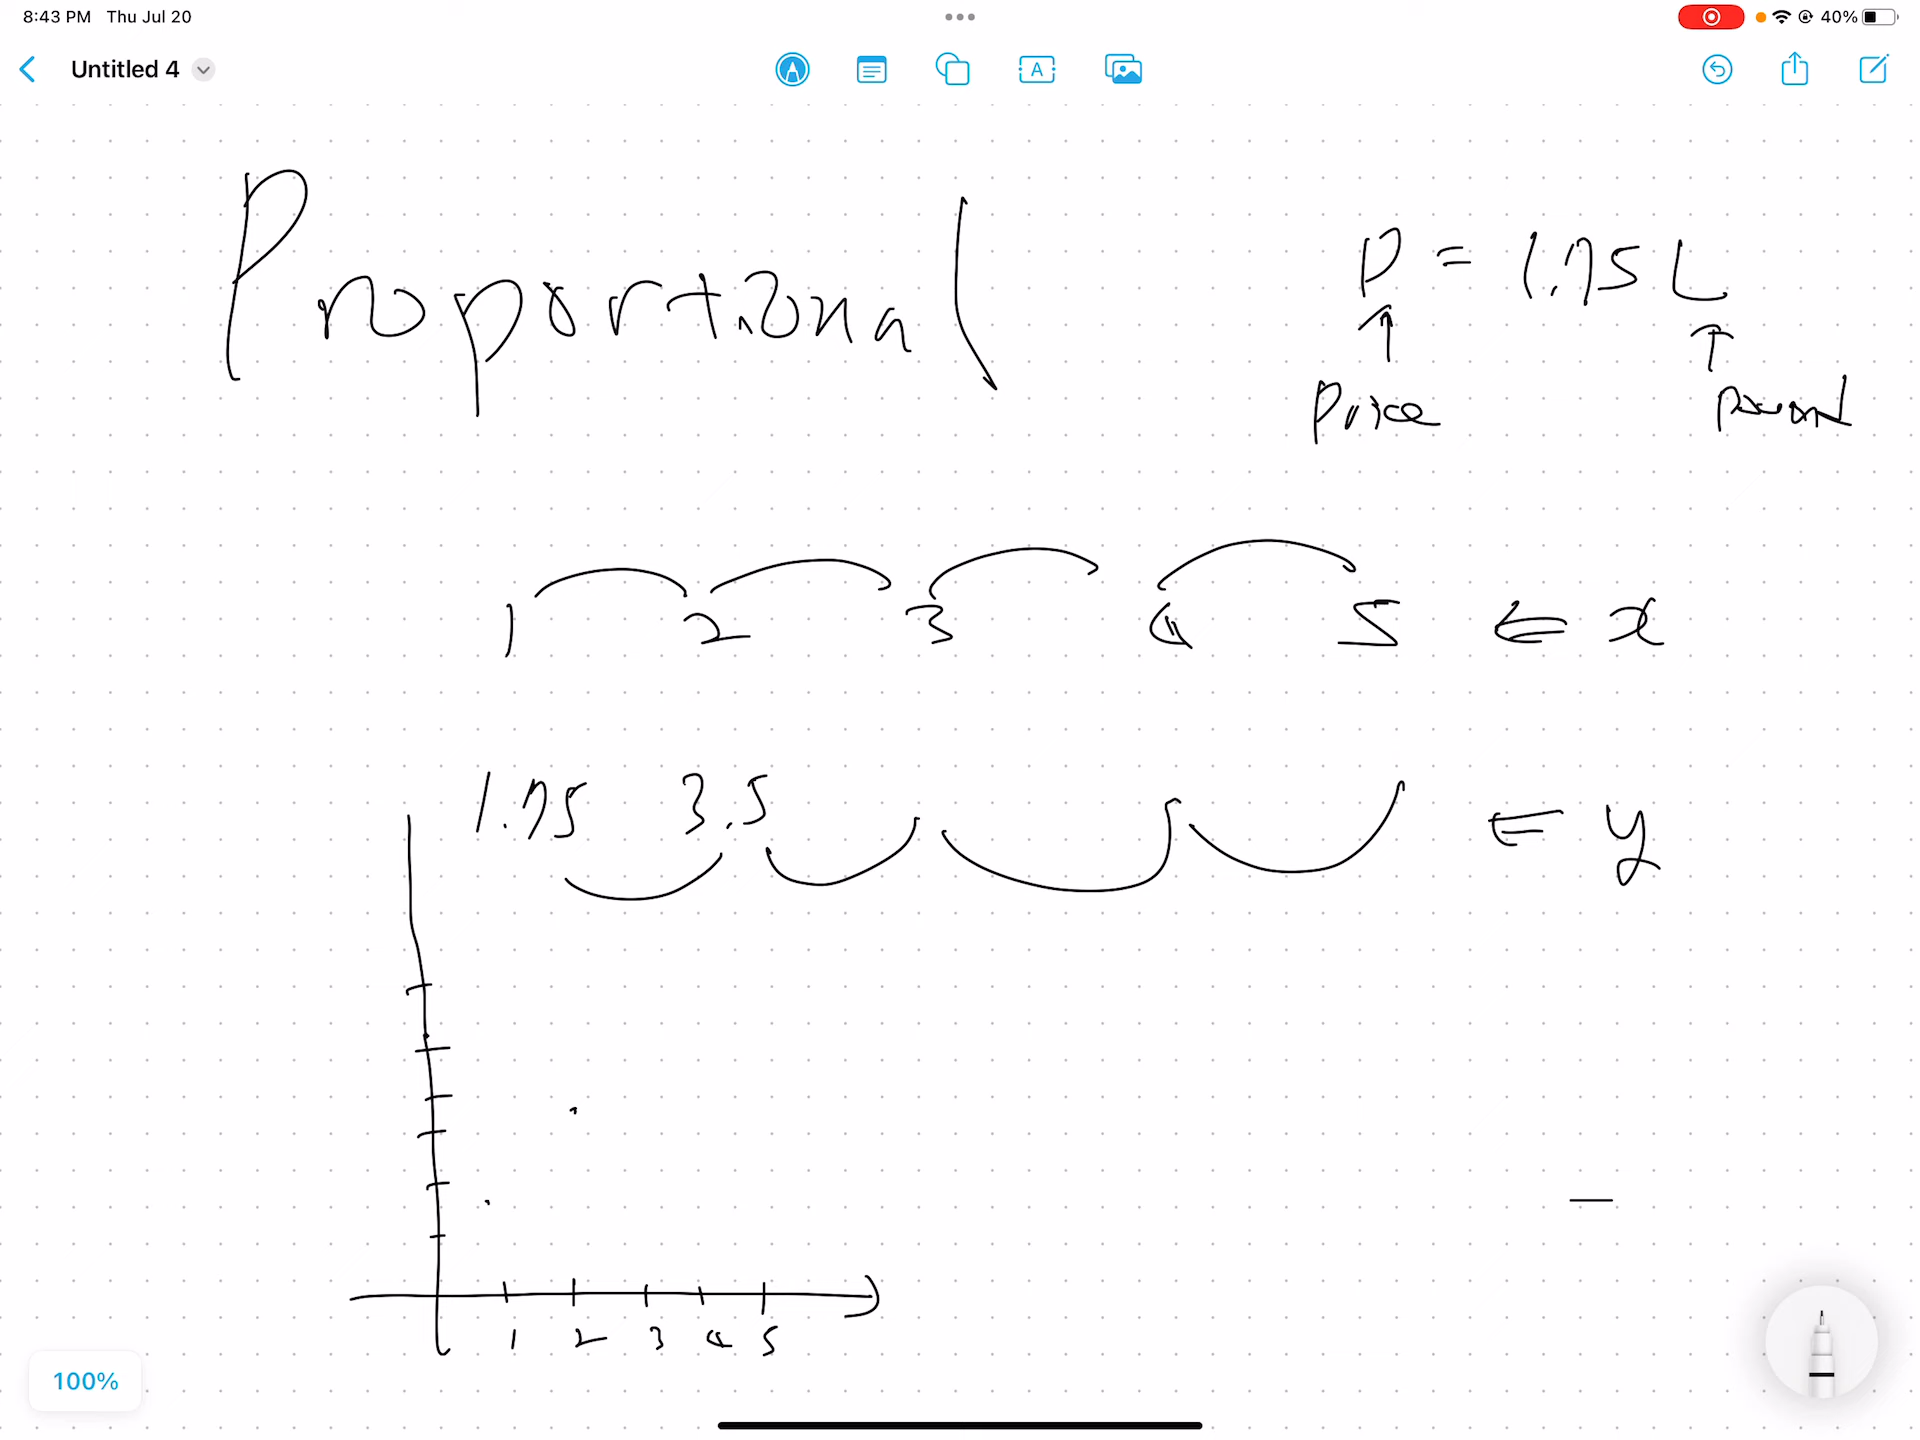 8:43 PM Thu Jul 20
40%
Untitled 4
A
Proportional
P = 1.75 L
↑ ↑
Price
1 2 3 4 5 ⇐ x
1.75 3.5 ⇐ y
1 2 3 4 5
100%